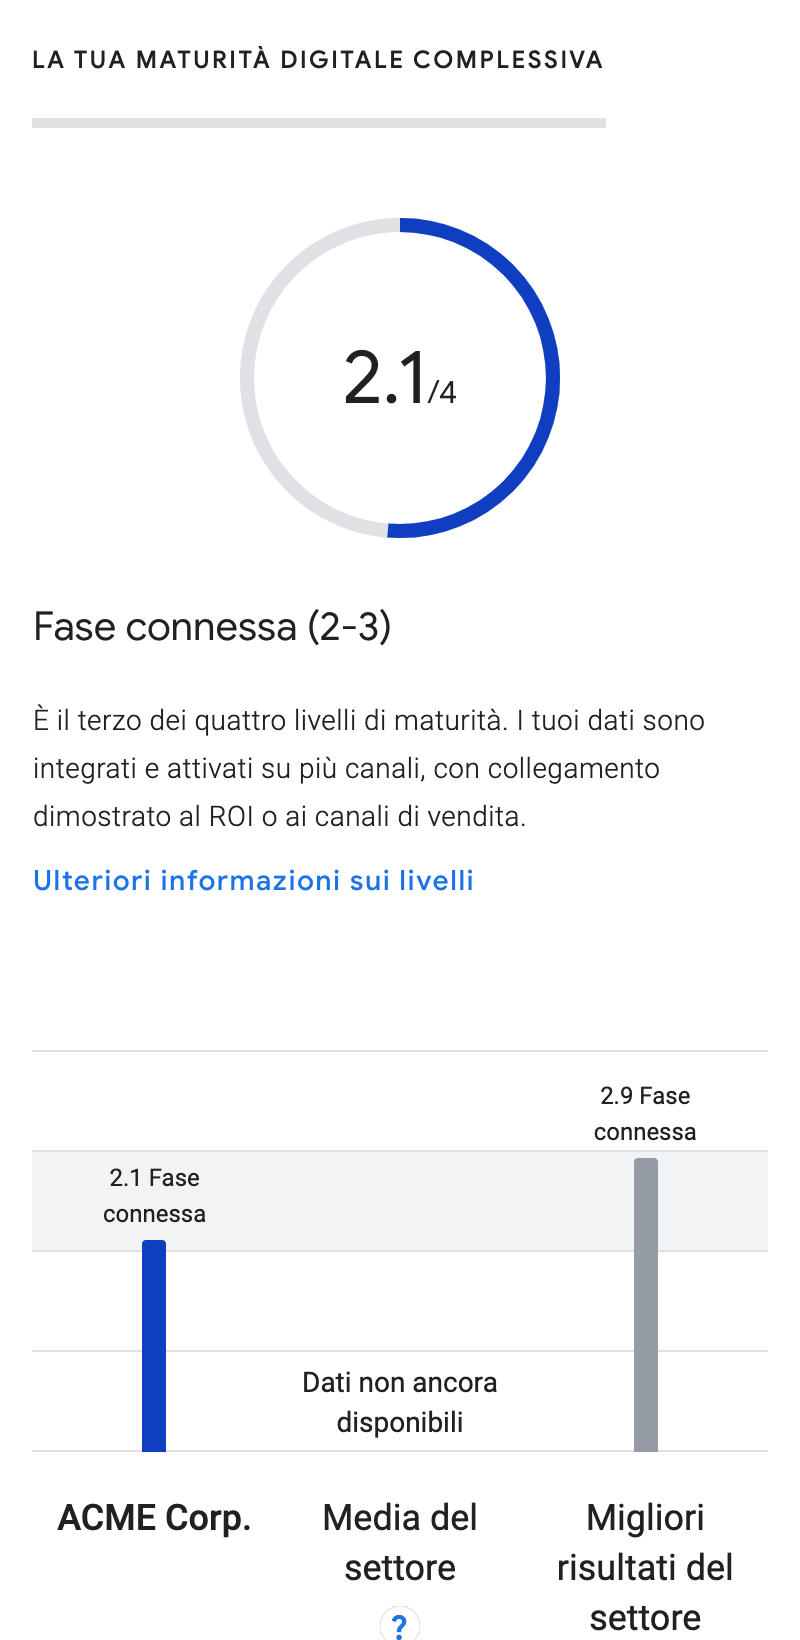 LA TUA MATURITÀ DIGITALE COMPLESSIVA
2.1/4
Fase connessa (2-3)
È il terzo dei quattro livelli di maturità. I tuoi dati sono
integrati e attivati su più canali, con collegamento
dimostrato al ROI o ai canali di vendita.
Ulteriori informazioni sui livelli
2.9 Fase
connessa
2.1 Fase
connessa
Dati non ancora
disponibili
ACME Corp.
Media del
settore
?
Migliori
risultati del
settore